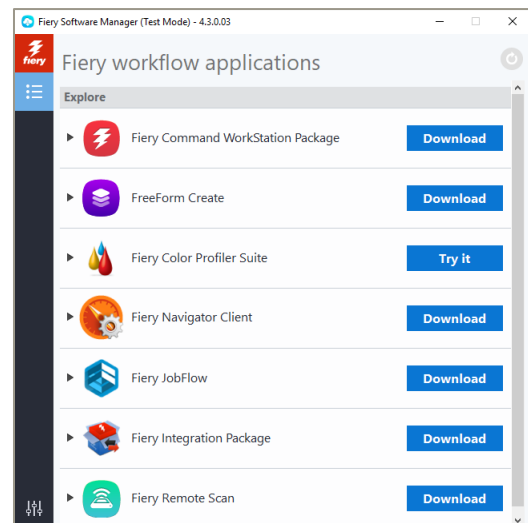 Fiery Software Manager (Test Mode) - 4.3.0.03
fiery
Fiery workflow applications
Explore
Fiery Command WorkStation Package
Download
FreeForm Create
Download
Fiery Color Profiler Suite
Try it
Fiery Navigator Client
Download
Fiery JobFlow
Download
Fiery Integration Package
Download
Fiery Remote Scan
Download